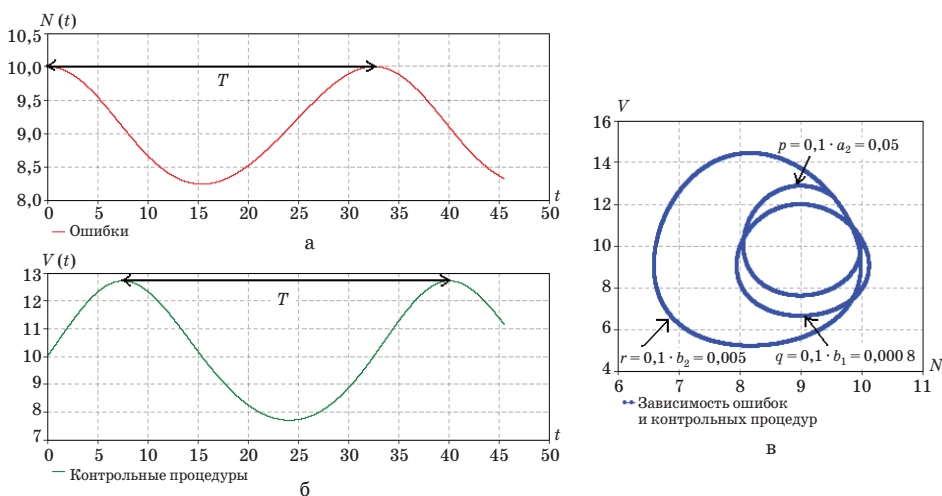 N (t)
10,5
10,0
9,5
9,0
8,5
8,0
T
0 5 10 15 20 25 30 35 40 45 50
t
Ошибки
а
V (t)
13
12
11
10
9
8
7
T
0 5 10 15 20 25 30 35 40 45 50
t
Контрольные процедуры
б
V
16
14
12
10
8
6
4
p = 0,1 · a₂ = 0,05
r = 0,1 · b₂ = 0,005
q = 0,1 · b₁ = 0,000 8
6 7 8 9 10 11
N
Зависимость ошибок
и контрольных процедур
в